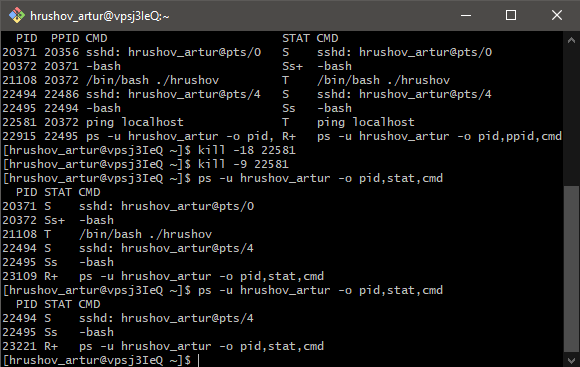 hrushov_artur@vpsj3IeQ:~
PID PPID CMD STAT CMD
20371 20356 sshd: hrushov_artur@pts/0 S sshd: hrushov_artur@pts/0
20372 20371 -bash Ss+ -bash
21108 20372 /bin/bash ./hrushov T /bin/bash ./hrushov
22494 22486 sshd: hrushov_artur@pts/4 S sshd: hrushov_artur@pts/4
22495 22494 -bash Ss -bash
22581 20372 ping localhost T ping localhost
22915 22495 ps -u hrushov_artur -o pid, R+ ps -u hrushov_artur -o pid,ppid,cmd
[hrushov_artur@vpsj3IeQ ~]$ kill -18 22581
[hrushov_artur@vpsj3IeQ ~]$ kill -9 22581
[hrushov_artur@vpsj3IeQ ~]$ ps -u hrushov_artur -o pid,stat,cmd
PID STAT CMD
20371 S sshd: hrushov_artur@pts/0
20372 Ss+ -bash
21108 T /bin/bash ./hrushov
22494 S sshd: hrushov_artur@pts/4
22495 Ss -bash
23109 R+ ps -u hrushov_artur -o pid,stat,cmd
[hrushov_artur@vpsj3IeQ ~]$ ps -u hrushov_artur -o pid,stat,cmd
PID STAT CMD
22494 S sshd: hrushov_artur@pts/4
22495 Ss -bash
23221 R+ ps -u hrushov_artur -o pid,stat,cmd
[hrushov_artur@vpsj3IeQ ~]$